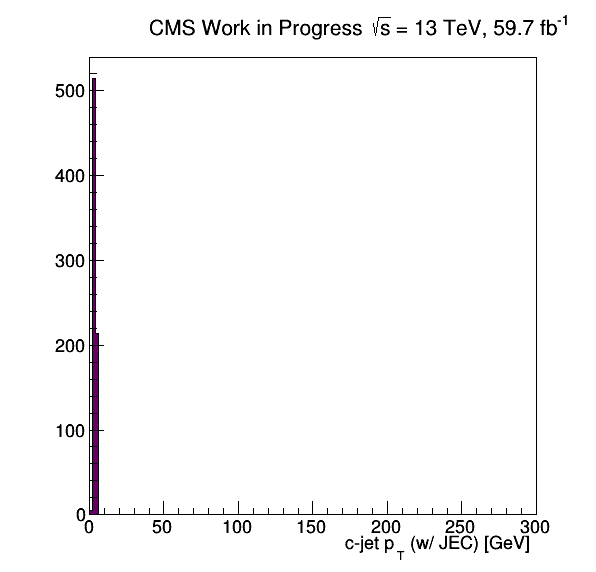 CMS Work in Progress √s = 13 TeV, 59.7 fb⁻¹
500
400
300
200
100
0
0 50 100 150 200 250 300
c-jet p_T (w/ JEC) [GeV]